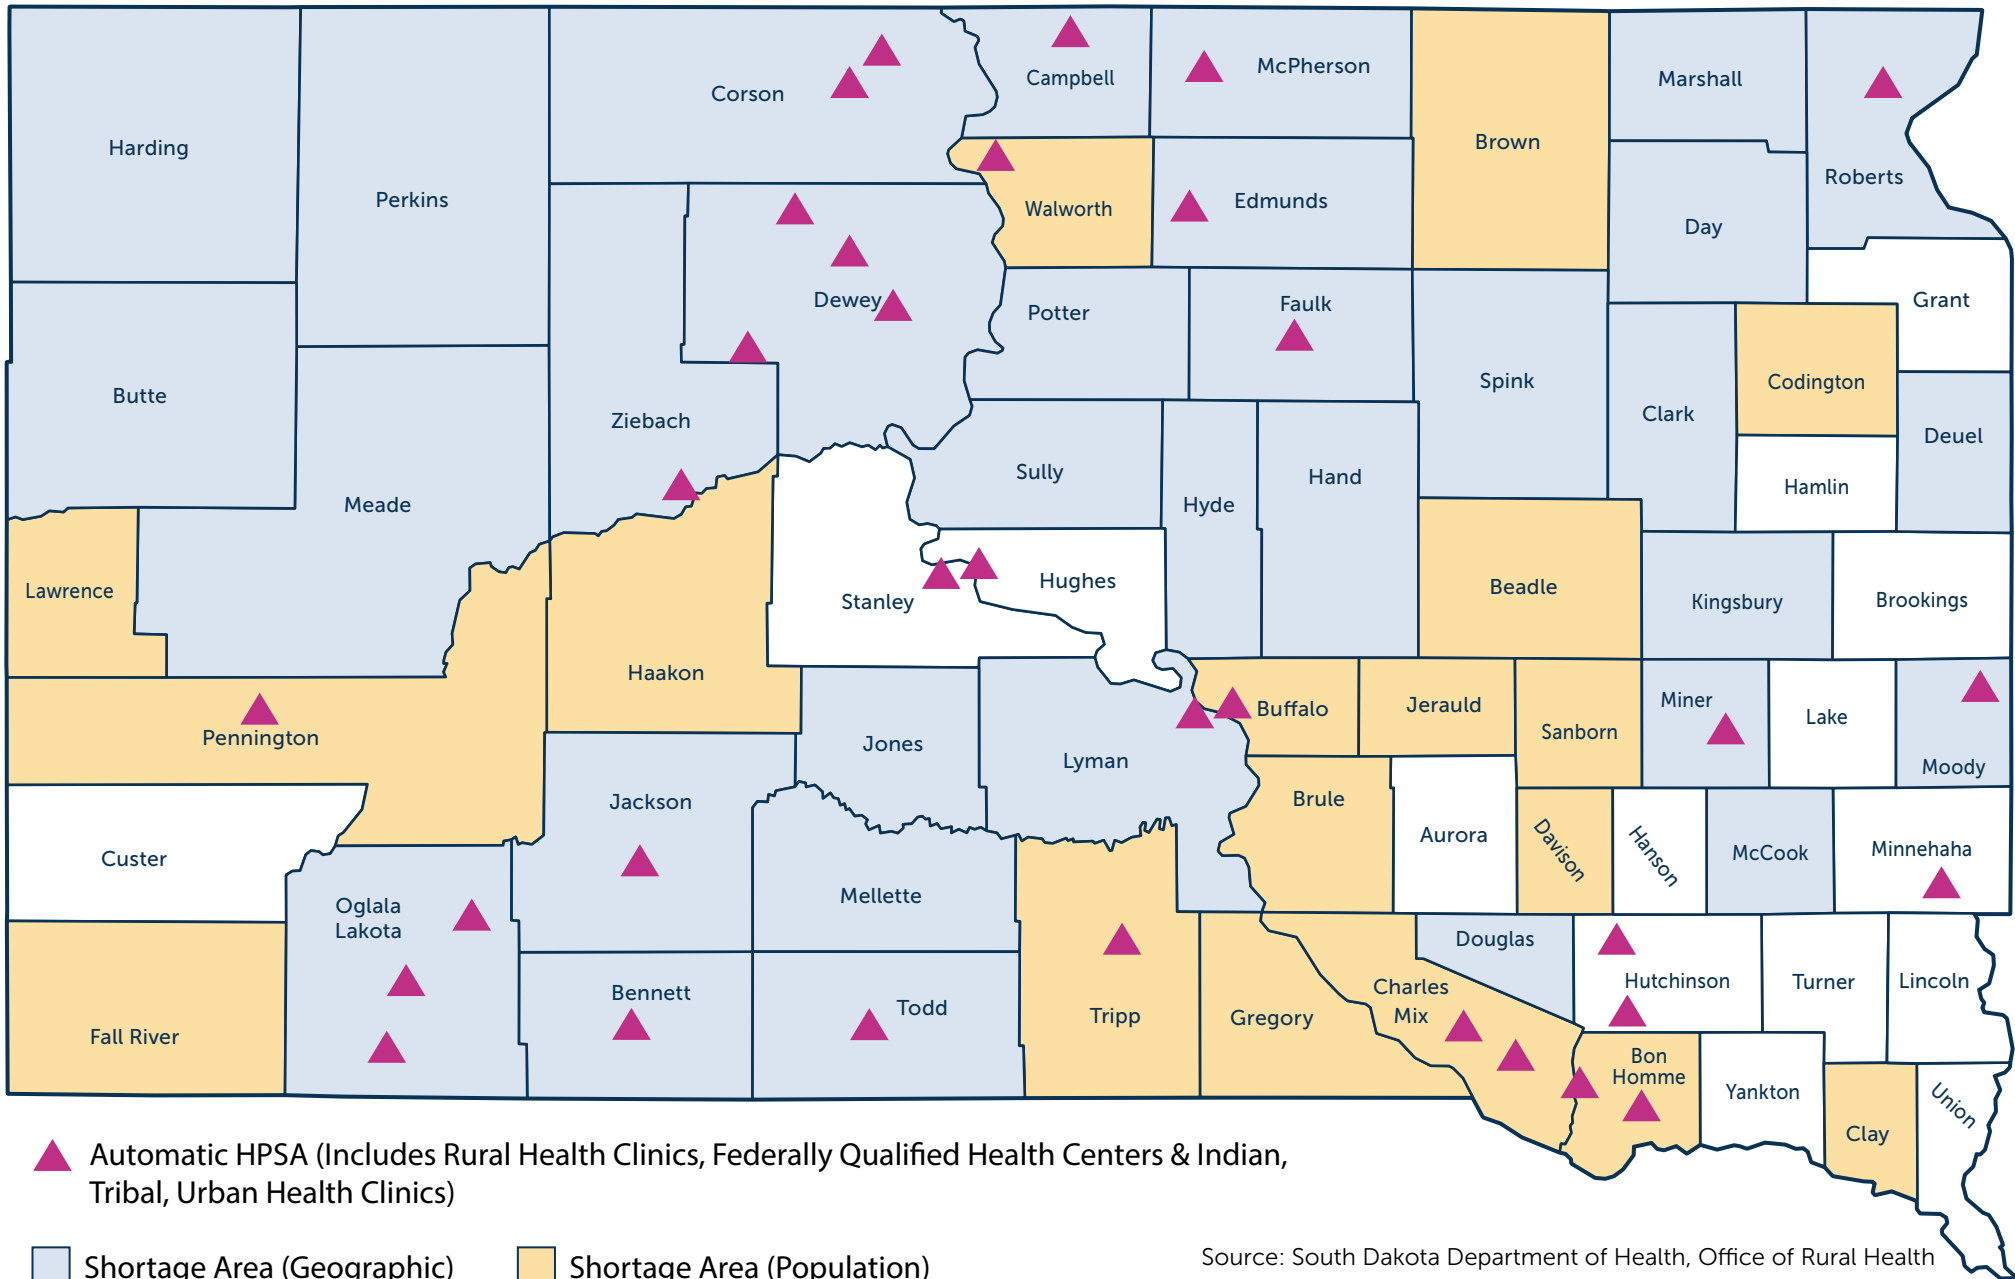 Campbell
McPherson
Marshall
Corson
Brown
Harding
Roberts
Perkins
Walworth
Edmunds
Day
Dewey
Potter
Faulk
Grant
Butte
Spink
Codington
Ziebach
Clark
Deuel
Sully
Hand
Hamlin
Meade
Hyde
Lawrence
Stanley
Hughes
Beadle
Kingsbury
Brookings
Haakon
Buffalo
Jerauld
Miner
Lake
Sanborn
Pennington
Jones
Lyman
Moody
Jackson
Brule
Custer
Aurora
Davison
Hanson
McCook
Minnehaha
Oglala
Lakota
Mellette
Douglas
Hutchinson
Turner
Lincoln
Bennett
Todd
Tripp
Gregory
Charles
Mix
Fall River
Bon
Homme
Yankton
Union
Clay
Automatic HPSA (Includes Rural Health Clinics, Federally Qualified Health Centers & Indian,
Tribal, Urban Health Clinics)
Shortage Area (Geographic)
Shortage Area (Population)
Source: South Dakota Department of Health, Office of Rural Health